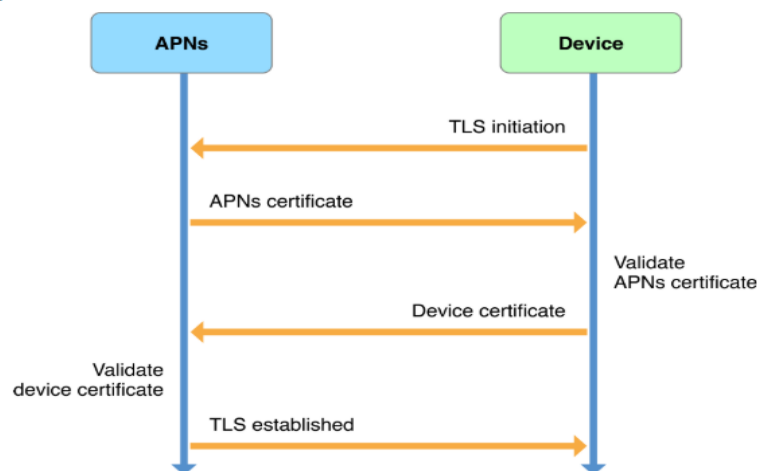 APNs
Device
TLS initiation
APNs certificate
Validate
APNs certificate
Device certificate
Validate
device certificate
TLS established